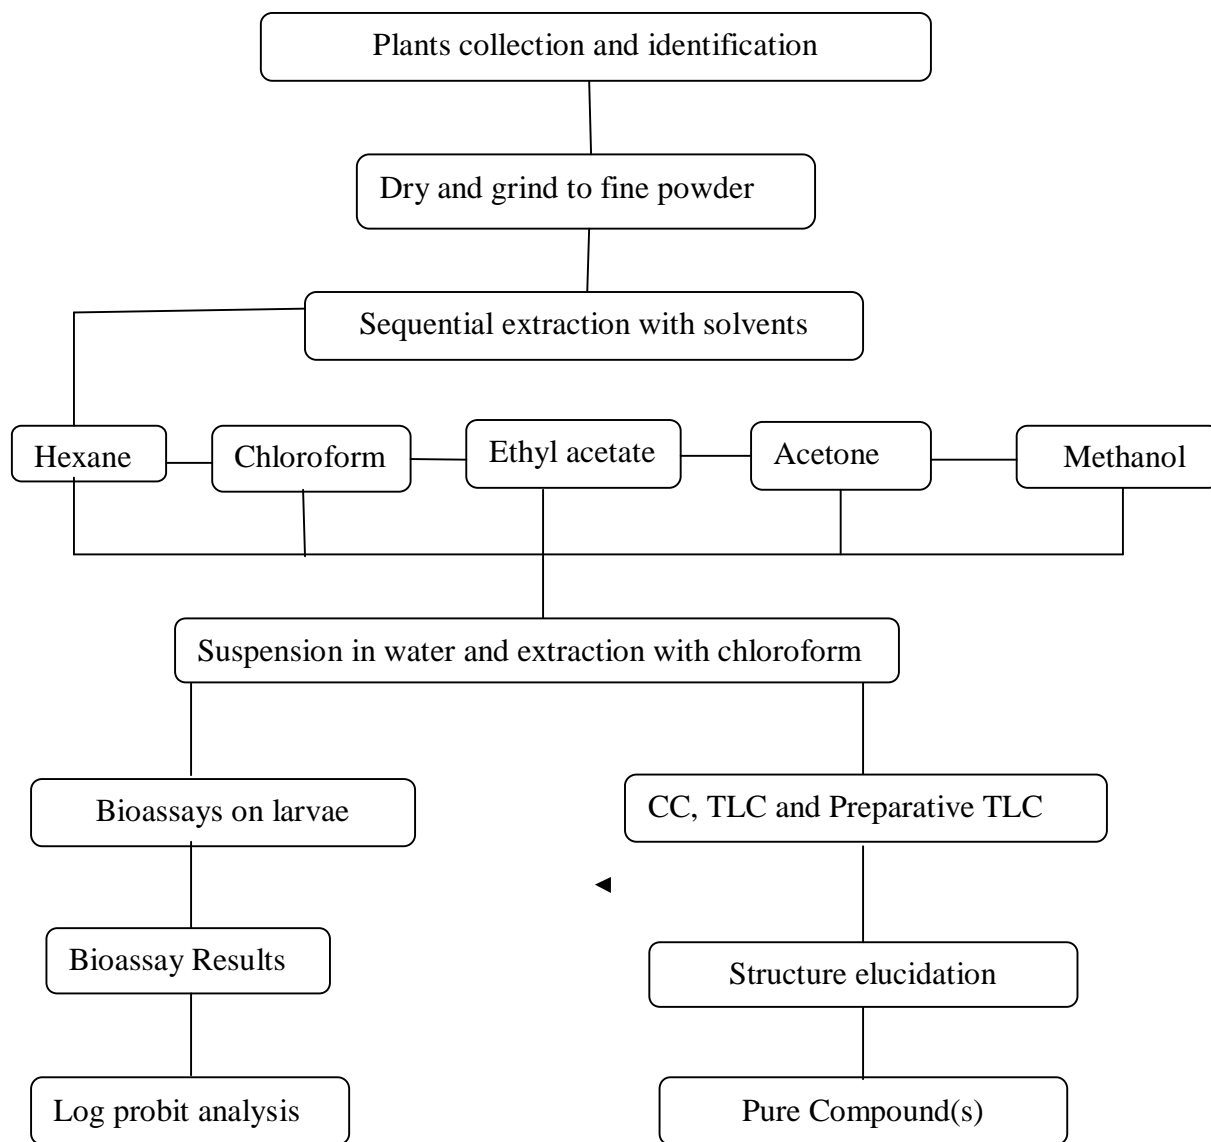 Plants collection and identification
Dry and grind to fine powder
Sequential extraction with solvents
Hexane
Chloroform
Ethyl acetate
Acetone
Methanol
Suspension in water and extraction with chloroform
Bioassays on larvae
CC, TLC and Preparative TLC
Bioassay Results
Structure elucidation
Log probit analysis
Pure Compound(s)